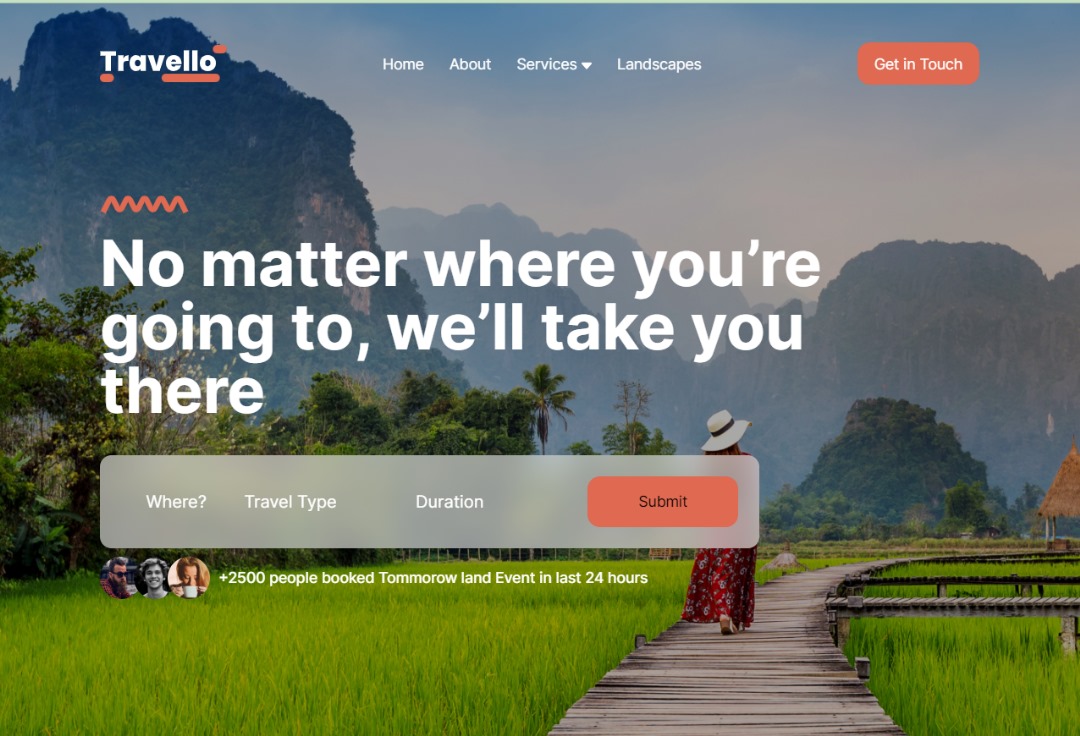 Travello
Home About Services Landscapes
Get in Touch
No matter where you’re
going to, we’ll take you
there
Where? Travel Type Duration Submit
+2500 people booked Tommorow land Event in last 24 hours